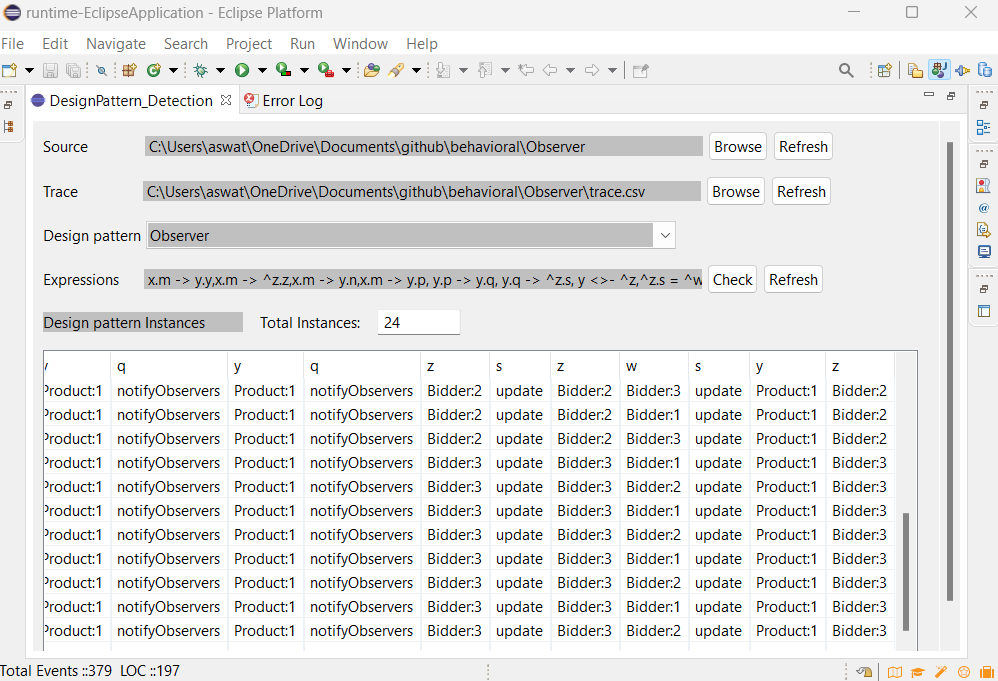 runtime-EclipseApplication - Eclipse Platform
File Edit Navigate Search Project Run Window Help
DesignPattern_Detection Error Log
Source C:\Users\aswat\OneDrive\Documents\github\behavioral\Observer Browse Refresh
Trace C:\Users\aswat\OneDrive\Documents\github\behavioral\Observer\trace.csv Browse Refresh
Design pattern Observer
Expressions x.m -> y.y,x.m -> ^z.z,x.m -> y.n,x.m -> y.p, y.p -> y.q, y.q -> ^z.s, y <>- ^z,^z.s = ^w Check Refresh
Design pattern Instances Total Instances: 24
y q y q z s z w s y z
Product:1 notifyObservers Product:1 notifyObservers Bidder:2 update Bidder:2 Bidder:3 update Product:1 Bidder:2
Product:1 notifyObservers Product:1 notifyObservers Bidder:2 update Bidder:2 Bidder:1 update Product:1 Bidder:2
Product:1 notifyObservers Product:1 notifyObservers Bidder:2 update Bidder:2 Bidder:3 update Product:1 Bidder:2
Product:1 notifyObservers Product:1 notifyObservers Bidder:3 update Bidder:3 Bidder:1 update Product:1 Bidder:3
Product:1 notifyObservers Product:1 notifyObservers Bidder:3 update Bidder:3 Bidder:2 update Product:1 Bidder:3
Product:1 notifyObservers Product:1 notifyObservers Bidder:3 update Bidder:3 Bidder:1 update Product:1 Bidder:3
Product:1 notifyObservers Product:1 notifyObservers Bidder:3 update Bidder:3 Bidder:2 update Product:1 Bidder:3
Product:1 notifyObservers Product:1 notifyObservers Bidder:3 update Bidder:3 Bidder:1 update Product:1 Bidder:3
Product:1 notifyObservers Product:1 notifyObservers Bidder:3 update Bidder:3 Bidder:2 update Product:1 Bidder:3
Product:1 notifyObservers Product:1 notifyObservers Bidder:3 update Bidder:3 Bidder:1 update Product:1 Bidder:3
Product:1 notifyObservers Product:1 notifyObservers Bidder:3 update Bidder:3 Bidder:2 update Product:1 Bidder:3
Total Events ::379 LOC ::197